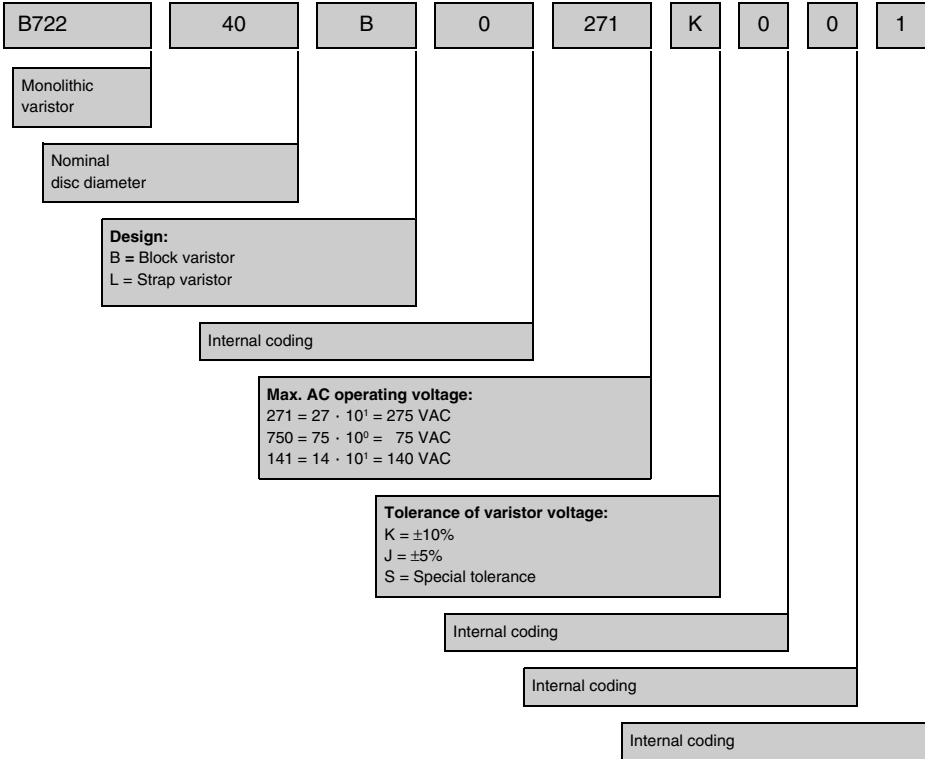 B722 40 B 0 271 K 0 0 1
Monolithic
varistor
Nominal
disc diameter
Design:
B = Block varistor
L = Strap varistor
Internal coding
Max. AC operating voltage:
271 = 27 · 10¹ = 275 VAC
750 = 75 · 10⁰ = 75 VAC
141 = 14 · 10¹ = 140 VAC
Tolerance of varistor voltage:
K = ±10%
J = ±5%
S = Special tolerance
Internal coding
Internal coding
Internal coding